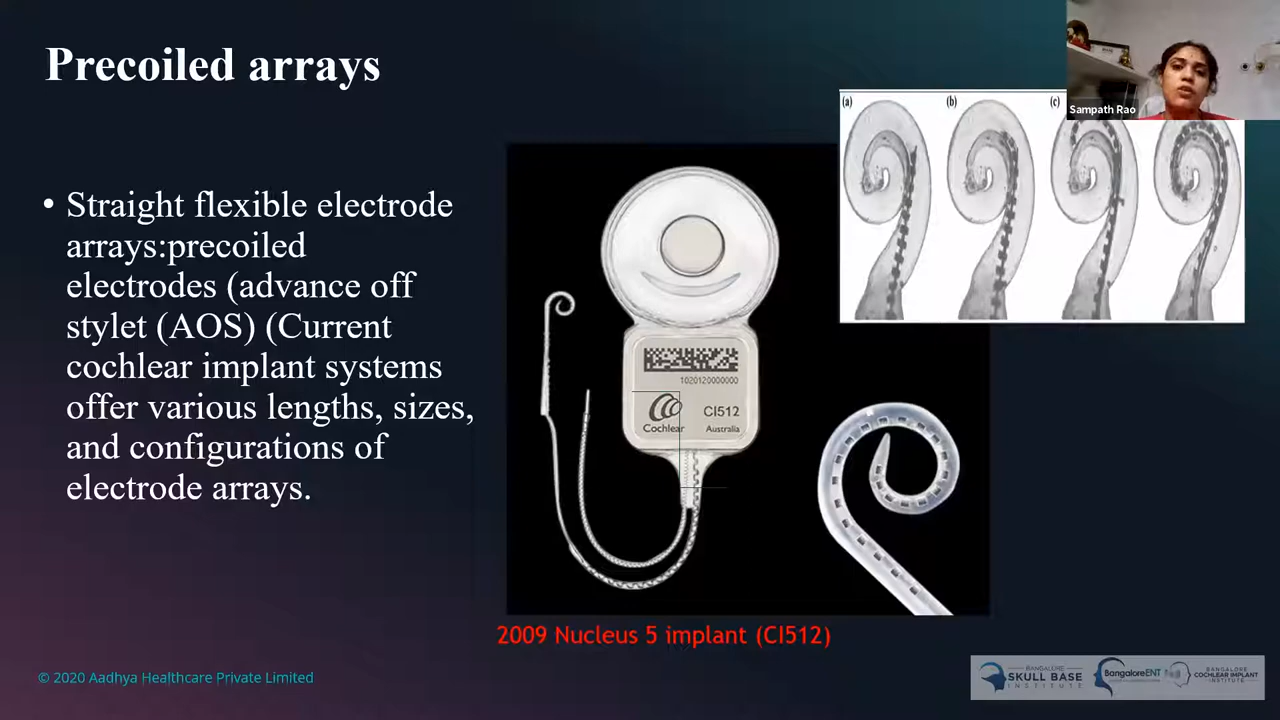 Precoiled arrays
• Straight flexible electrode
arrays:precoiled
electrodes (advance off
stylet (AOS) (Current
cochlear implant systems
offer various lengths, sizes,
and configurations of
electrode arrays.
(a)
(b)
(c)
Sampath Rao
1020120000000
CI512
Cochlear
Australia
2009 Nucleus 5 implant (CI512)
© 2020 Aadhya Healthcare Private Limited
BANGALORE
SKULL BASE
INSTITUTE
BangaloreENT
BANGALORE
COCHLEAR IMPLANT
INSTITUTE